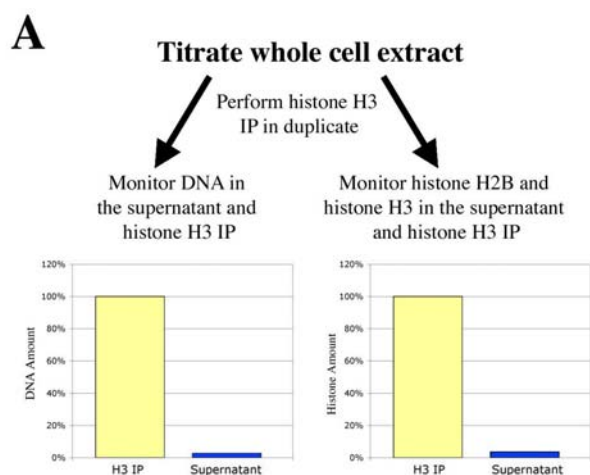 A
Titrate whole cell extract
Perform histone H3
IP in duplicate
Monitor DNA in
the supernatant and
histone H3 IP
Monitor histone H2B and
histone H3 in the supernatant
and histone H3 IP
DNA Amount
120%
100%
80%
60%
40%
20%
0%
H3 IP
Supernatant
Histone Amount
120%
100%
80%
60%
40%
20%
0%
H3 IP
Supernatant